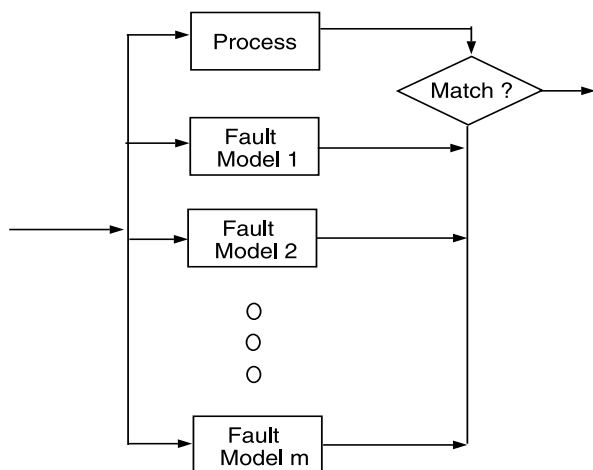 Process
Match ?
Fault
Model 1
Fault
Model 2
Fault
Model m